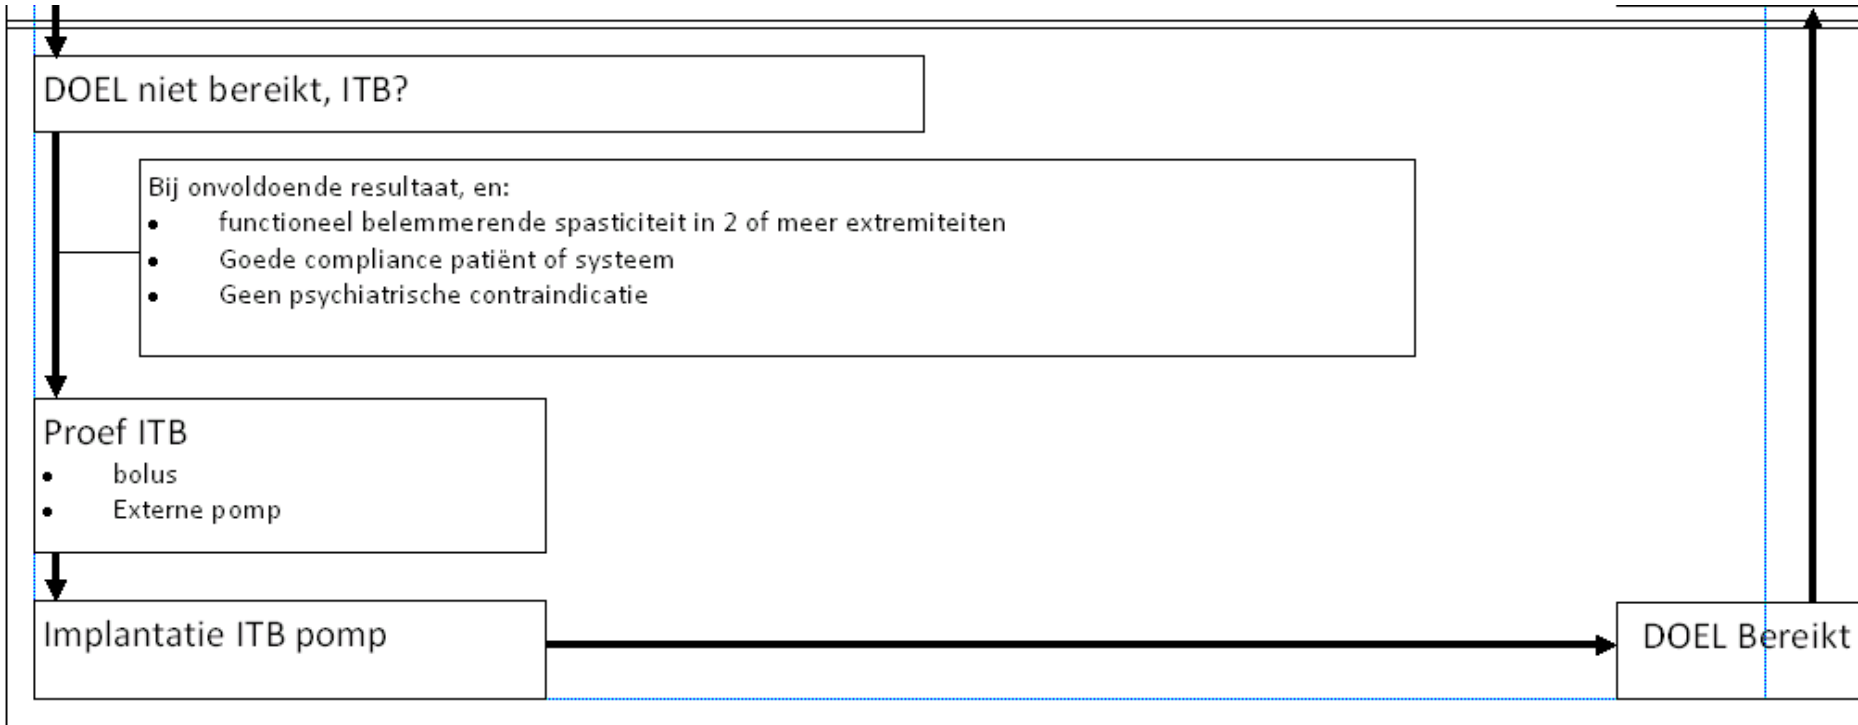 DOEL niet bereikt, ITB?
Bij onvoldoende resultaat, en:
• functioneel belemmerende spasticiteit in 2 of meer extremiteiten
• Goede compliance patiënt of systeem
• Geen psychiatrische contraindicatie
Proef ITB
• bolus
• Externe pomp
Implantatie ITB pomp
DOEL Bereikt